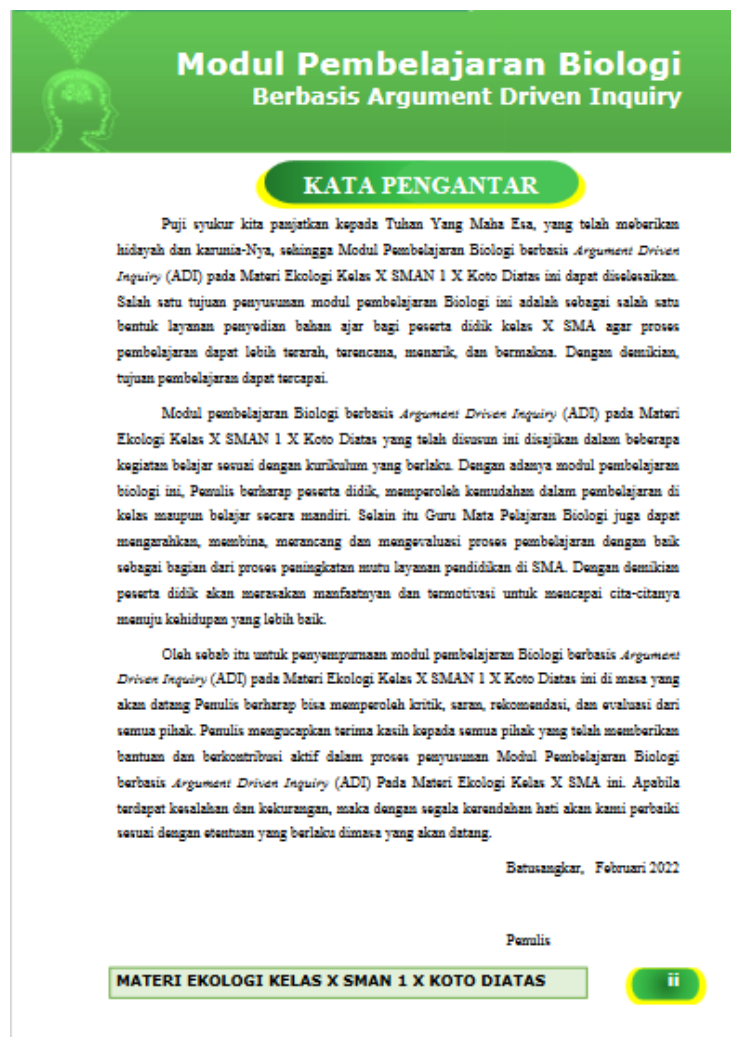 Modul Pembelajaran Biologi
Berbasis Argument Driven Inquiry
KATA PENGANTAR
Puji syukur kita panjatkan kepada Tuhan Yang Maha Esa, yang telah meberikan
hidayah dan karunia-Nya, sehingga Modul Pembelajaran Biologi berbasis Argument Driven
Inquiry (ADI) pada Materi Ekologi Kelas X SMAN 1 X Koto Diatas ini dapat diselesaikan.
Salah satu tujuan penyusunan modul pembelajaran Biologi ini adalah sebagai salah satu
bentuk layanan penyedian bahan ajar bagi peserta didik kelas X SMA agar proses
pembelajaran dapat lebih terarah, terencana, menarik, dan bermakna. Dengan demikian,
tujuan pembelajaran dapat tercapai.
Modul pembelajaran Biologi berbasis Argument Driven Inquiry (ADI) pada Materi
Ekologi Kelas X SMAN 1 X Koto Diatas yang telah disusun ini disajikan dalam beberapa
kegiatan belajar sesuai dengan kurikulum yang berlaku. Dengan adanya modul pembelajaran
biologi ini, Penulis berharap peserta didik, memperoleh kemudahan dalam pembelajaran di
kelas maupun belajar secara mandiri. Selain itu Guru Mata Pelajaran Biologi juga dapat
mengarahkan, membina, merancang dan mengevaluasi proses pembelajaran dengan baik
sebagai bagian dari proses peningkatan mutu layanan pendidikan di SMA. Dengan demikian
peserta didik akan merasakan manfaatnyan dan termotivasi untuk mencapai cita-citanya
menuju kehidupan yang lebih baik.
Oleh sebab itu untuk penyempurnaan modul pembelajaran Biologi berbasis Argument
Driven Inquiry (ADI) pada Materi Ekologi Kelas X SMAN 1 X Koto Diatas ini di masa yang
akan datang Penulis berharap bisa memperoleh kritik, saran, rekomendasi, dan evaluasi dari
semua pihak. Penulis mengucapkan terima kasih kepada semua pihak yang telah memberikan
bantuan dan berkontribusi aktif dalam proses penyusunan Modul Pembelajaran Biologi
berbasis Argument Driven Inquiry (ADI) Pada Materi Ekologi Kelas X SMA ini. Apabila
terdapat kesalahan dan kekurangan, maka dengan segala kerendahan hati akan kami perbaiki
sesuai dengan etentuan yang berlaku dimasa yang akan datang.
Batusangkar, Februari 2022
Penulis
MATERI EKOLOGI KELAS X SMAN 1 X KOTO DIATAS
ii